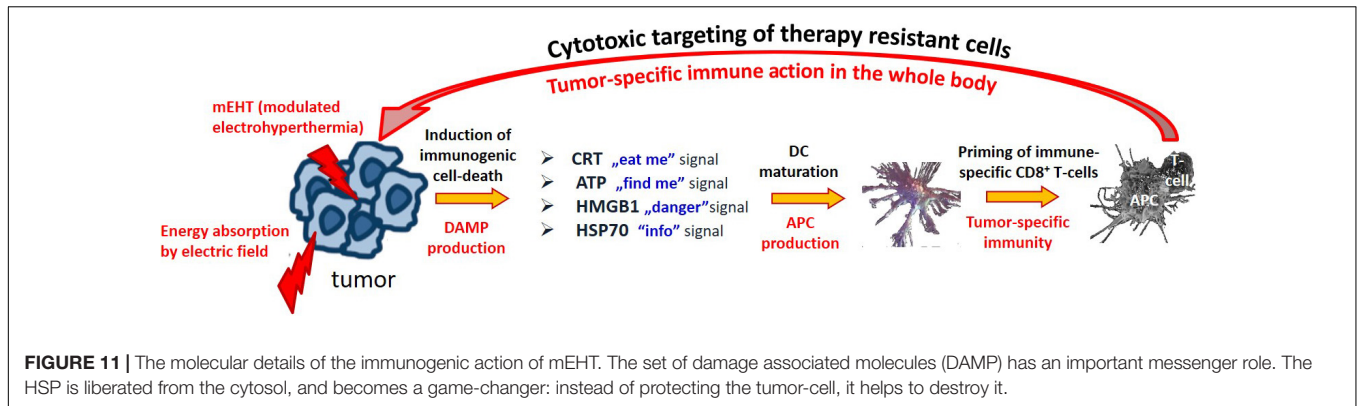 Cytotoxic targeting of therapy resistant cells
Tumor-specific immune action in the whole body
mEHT (modulated
electrohyperthermia)
Energy absorption
by electric field
tumor
Induction of
immunogenic
cell-death
DAMP
production
➢ CRT „eat me” signal
➢ ATP „find me” signal
➢ HMGB1 „danger”signal
➢ HSP70 “info” signal
DC
maturation
APC
production
Priming of immune-
specific CD8⁺ T-cells
Tumor-specific
immunity
T-
cell
APC
FIGURE 11 | The molecular details of the immunogenic action of mEHT. The set of damage associated molecules (DAMP) has an important messenger role. The
HSP is liberated from the cytosol, and becomes a game-changer: instead of protecting the tumor-cell, it helps to destroy it.